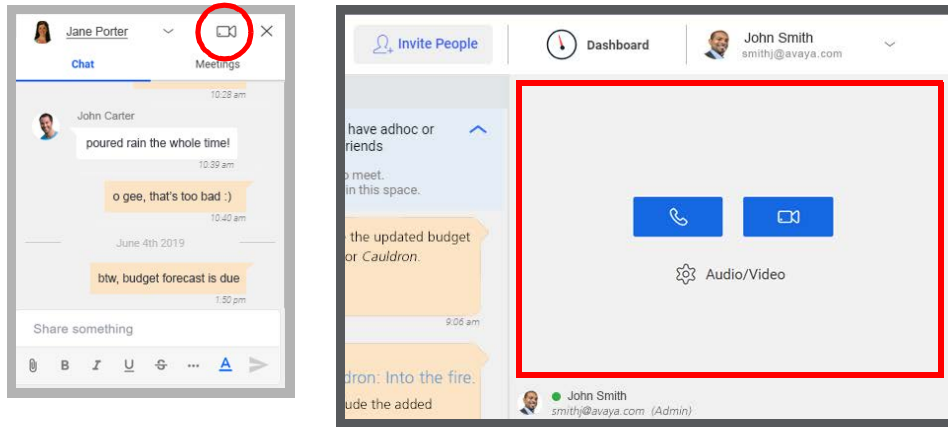 Jane Porter
Chat
Meetings
10:28 am
John Carter
poured rain the whole time!
10:39 am
o gee, that's too bad :)
10:40 am
June 4th 2019
btw, budget forecast is due
1:50 pm
Share something
B I U S ... A
Invite People
Dashboard
John Smith
smithj@avaya.com
have adhoc or
riends
o meet.
in this space.
the updated budget
or Cauldron.
9:06 am
dron: Into the fire.
ude the added
Audio/Video
John Smith
smithj@avaya.com (Admin)